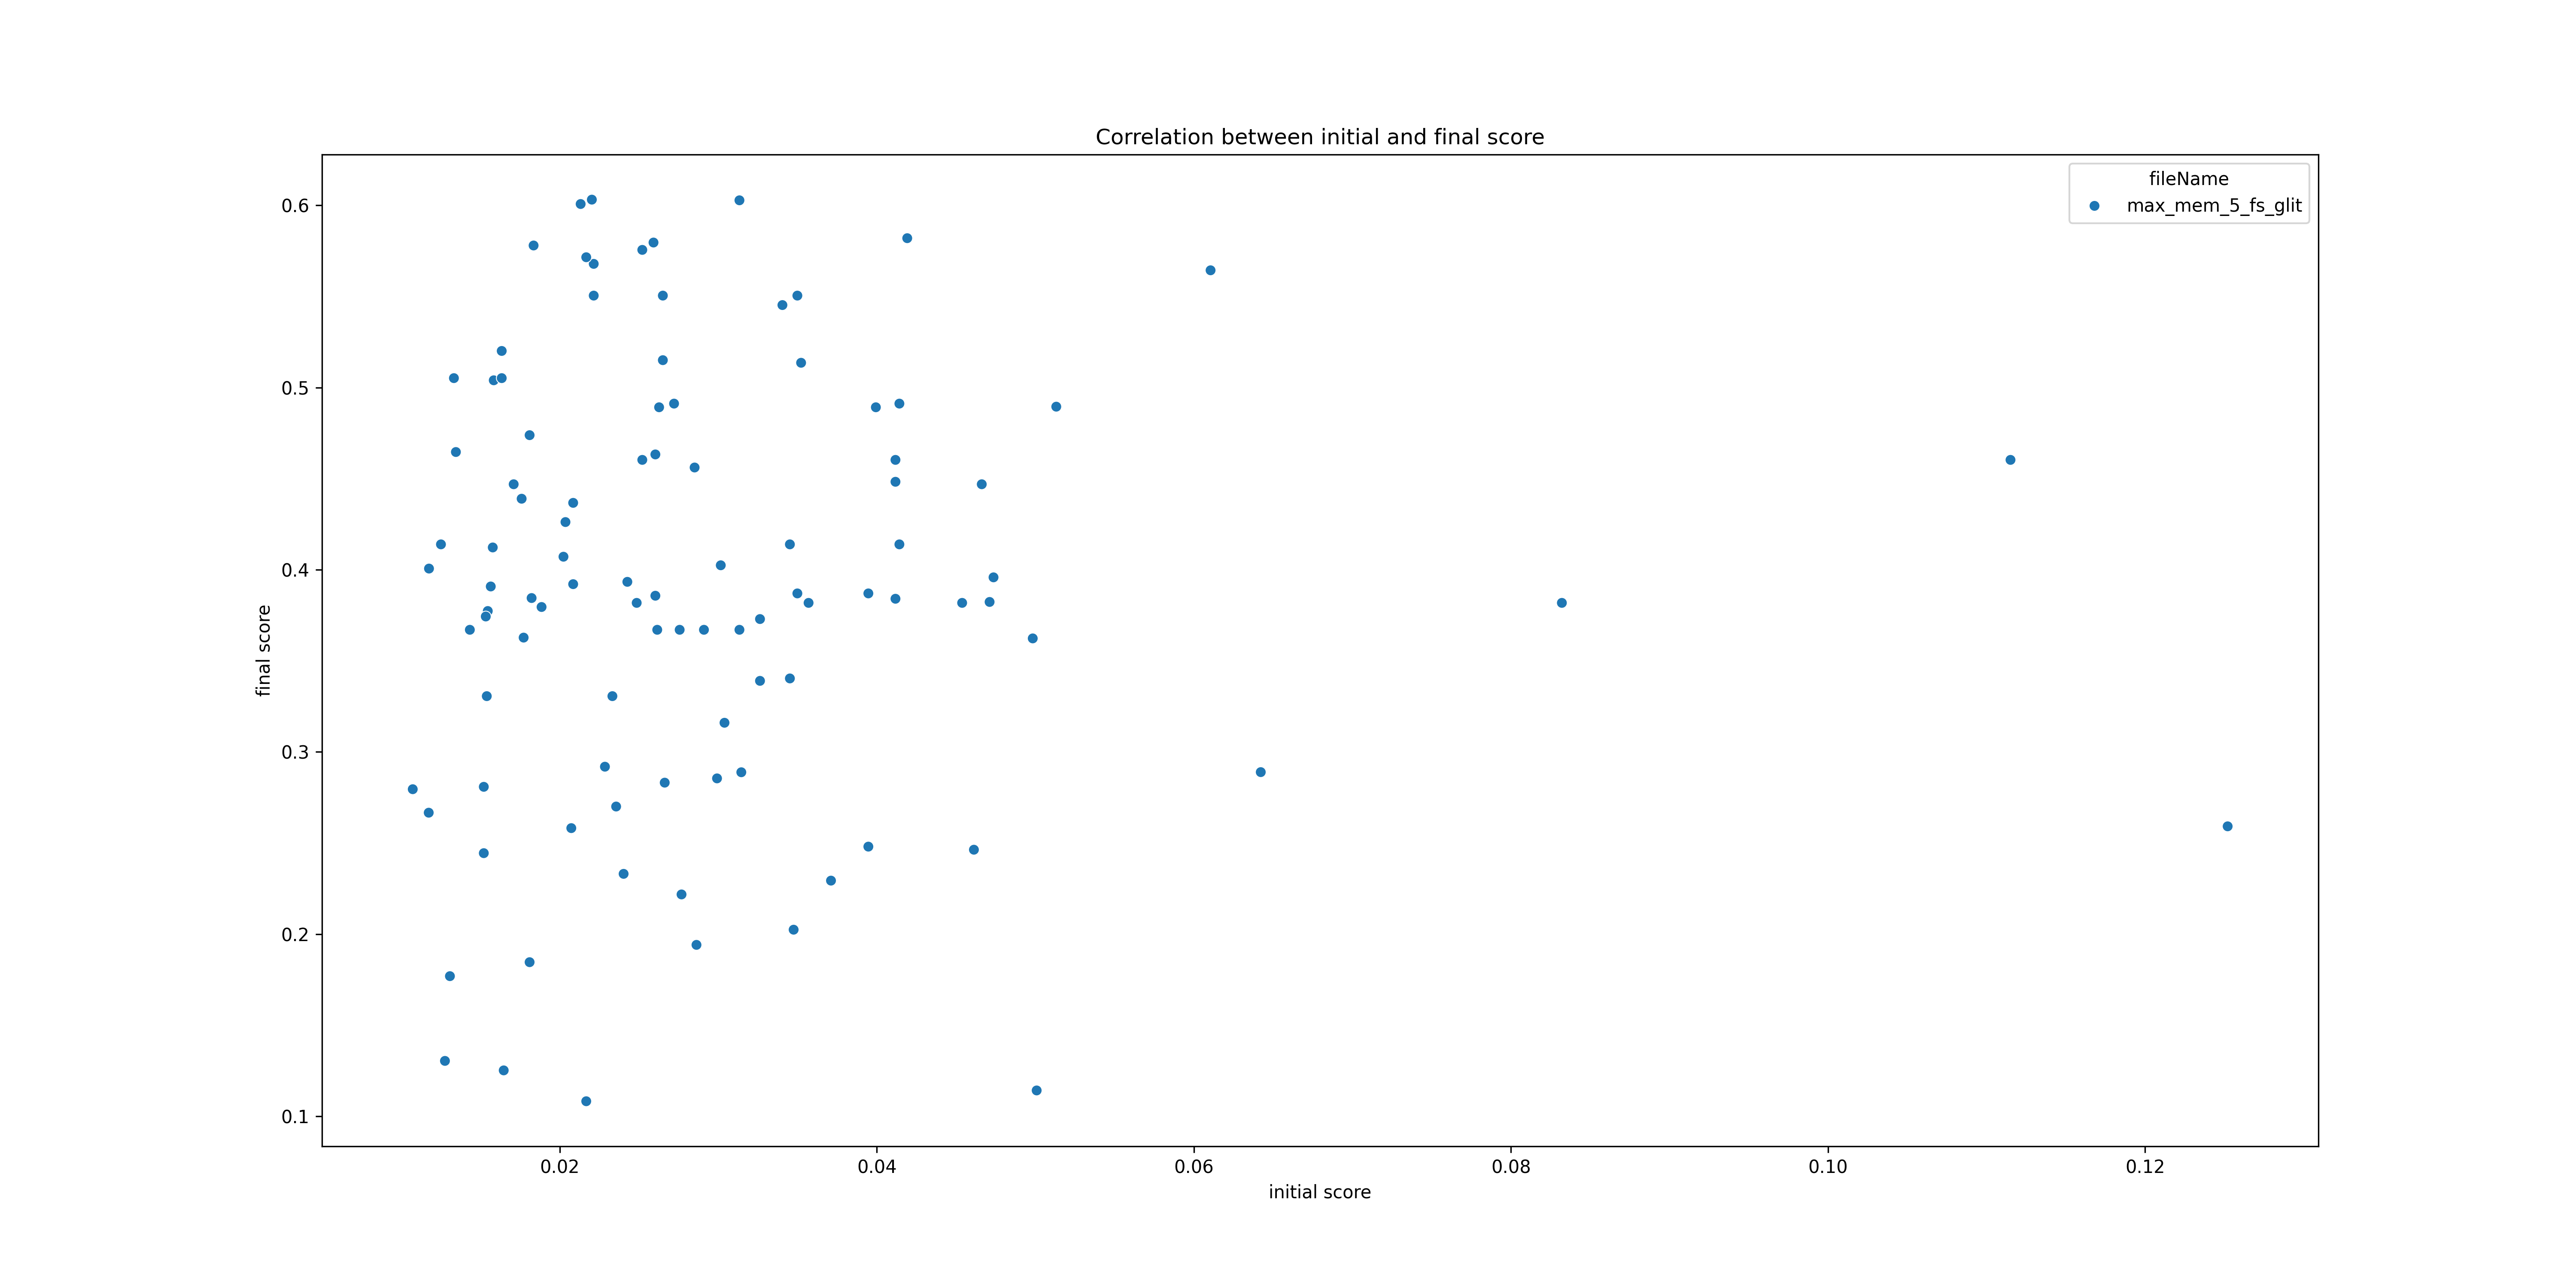 Correlation between initial and final score
fileName
max_mem_5_fs_glit
0.6
0.5
0.4
0.3
0.2
0.1
final score
0.02
0.04
0.06
0.08
0.10
0.12
initial score